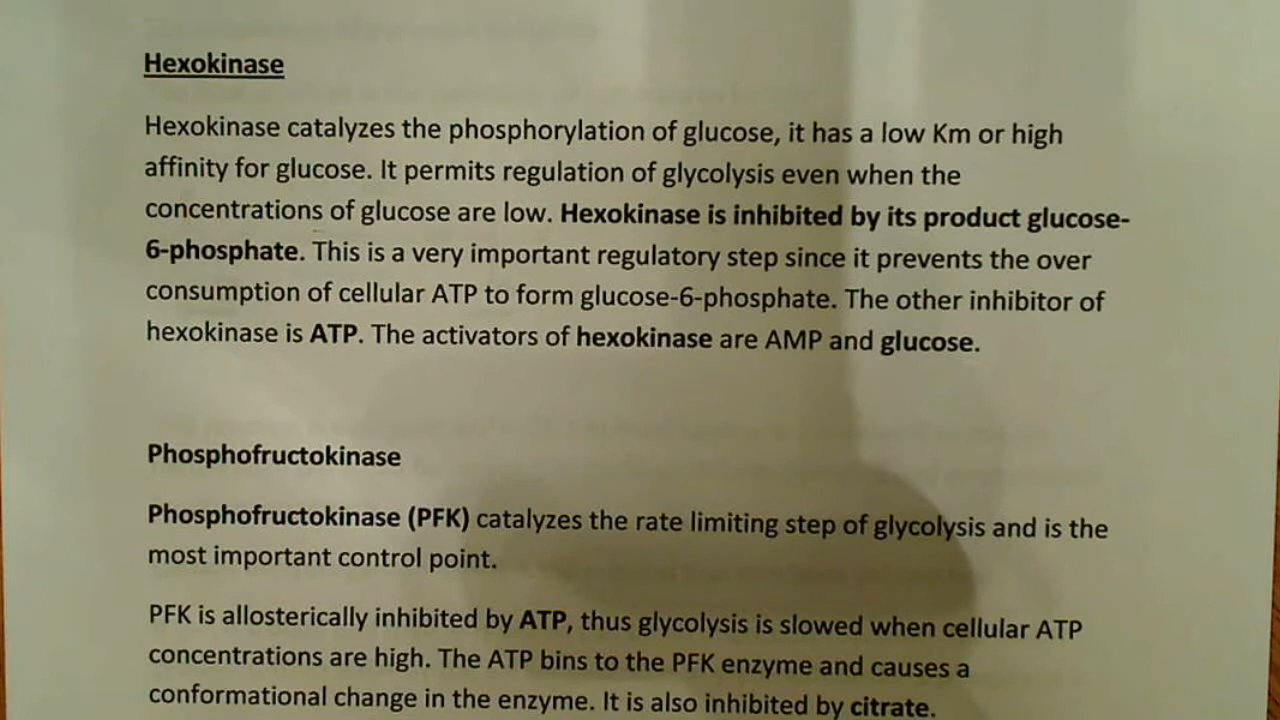 Hexokinase
Hexokinase catalyzes the phosphorylation of glucose, it has a low Km or high
affinity for glucose. It permits regulation of glycolysis even when the
concentrations of glucose are low. Hexokinase is inhibited by its product glucose-
6-phosphate. This is a very important regulatory step since it prevents the over
consumption of cellular ATP to form glucose-6-phosphate. The other inhibitor of
hexokinase is ATP. The activators of hexokinase are AMP and glucose.
Phosphofructokinase
Phosphofructokinase (PFK) catalyzes the rate limiting step of glycolysis and is the
most important control point.
PFK is allosterically inhibited by ATP, thus glycolysis is slowed when cellular ATP
concentrations are high. The ATP bins to the PFK enzyme and causes a
conformational change in the enzyme. It is also inhibited by citrate.